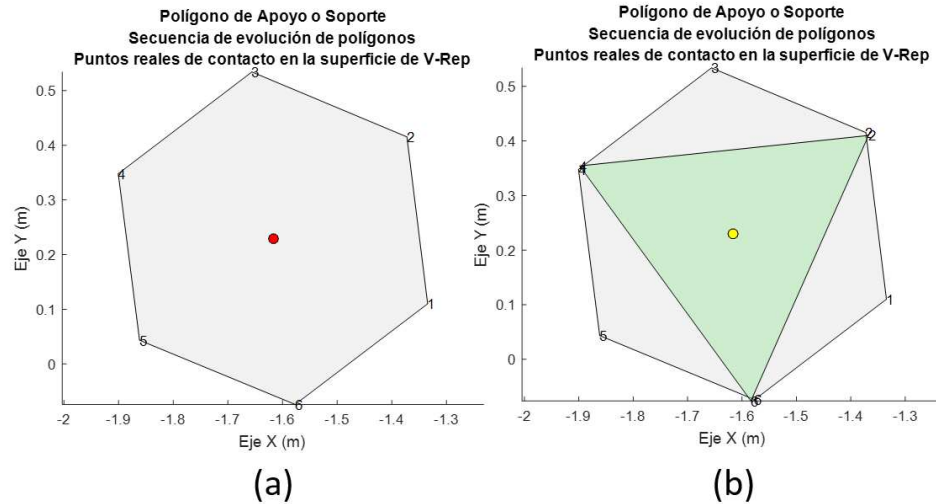 Polígono de Apoyo o Soporte
Secuencia de evolución de polígonos
Puntos reales de contacto en la superficie de V-Rep
0.5
0.4
0.3
0.2
0.1
0
Eje Y (m)
3
2
4
1
5
6
-2 -1.9 -1.8 -1.7 -1.6 -1.5 -1.4 -1.3
Eje X (m)
(a)
Polígono de Apoyo o Soporte
Secuencia de evolución de polígonos
Puntos reales de contacto en la superficie de V-Rep
0.5
0.4
0.3
0.2
0.1
0
Eje Y (m)
3
2
2
4
4
1
5
6
6
-2 -1.9 -1.8 -1.7 -1.6 -1.5 -1.4 -1.3
Eje X (m)
(b)